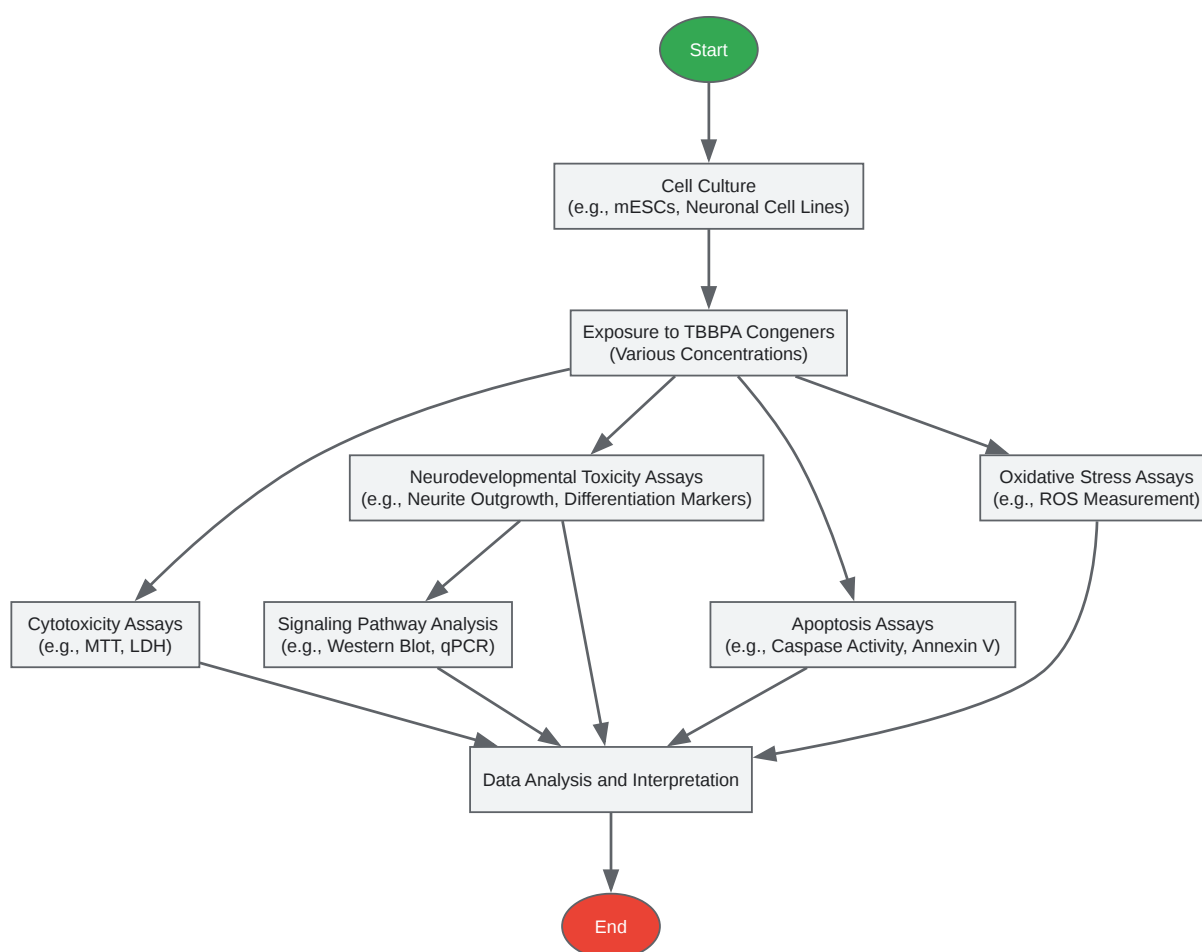 Start
Cell Culture
(e.g., mESCs, Neuronal Cell Lines)
Exposure to TBBPA Congeners
(Various Concentrations)
Neurodevelopmental Toxicity Assays
(e.g., Neurite Outgrowth, Differentiation Markers)
Oxidative Stress Assays
(e.g., ROS Measurement)
Cytotoxicity Assays
(e.g., MTT, LDH)
Signaling Pathway Analysis
(e.g., Western Blot, qPCR)
Apoptosis Assays
(e.g., Caspase Activity, Annexin V)
Data Analysis and Interpretation
End